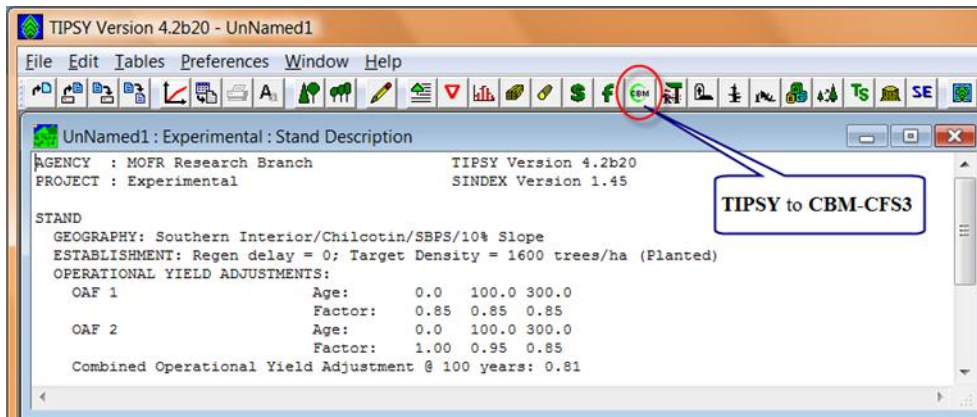 TIPSY Version 4.2b20 - UnNamed1
File Edit Tables Preferences Window Help
A $ f CBM TS SE
UnNamed1 : Experimental : Stand Description
AGENCY : MOFR Research Branch TIPSY Version 4.2b20
PROJECT : Experimental SINDEX Version 1.45
TIPSY to CBM-CFS3
STAND
GEOGRAPHY: Southern Interior/Chilcotin/SBPS/10% Slope
ESTABLISHMENT: Regen delay = 0; Target Density = 1600 trees/ha (Planted)
OPERATIONAL YIELD ADJUSTMENTS:
OAF 1 Age: 0.0 100.0 300.0
Factor: 0.85 0.85 0.85
OAF 2 Age: 0.0 100.0 300.0
Factor: 1.00 0.95 0.85
Combined Operational Yield Adjustment @ 100 years: 0.81